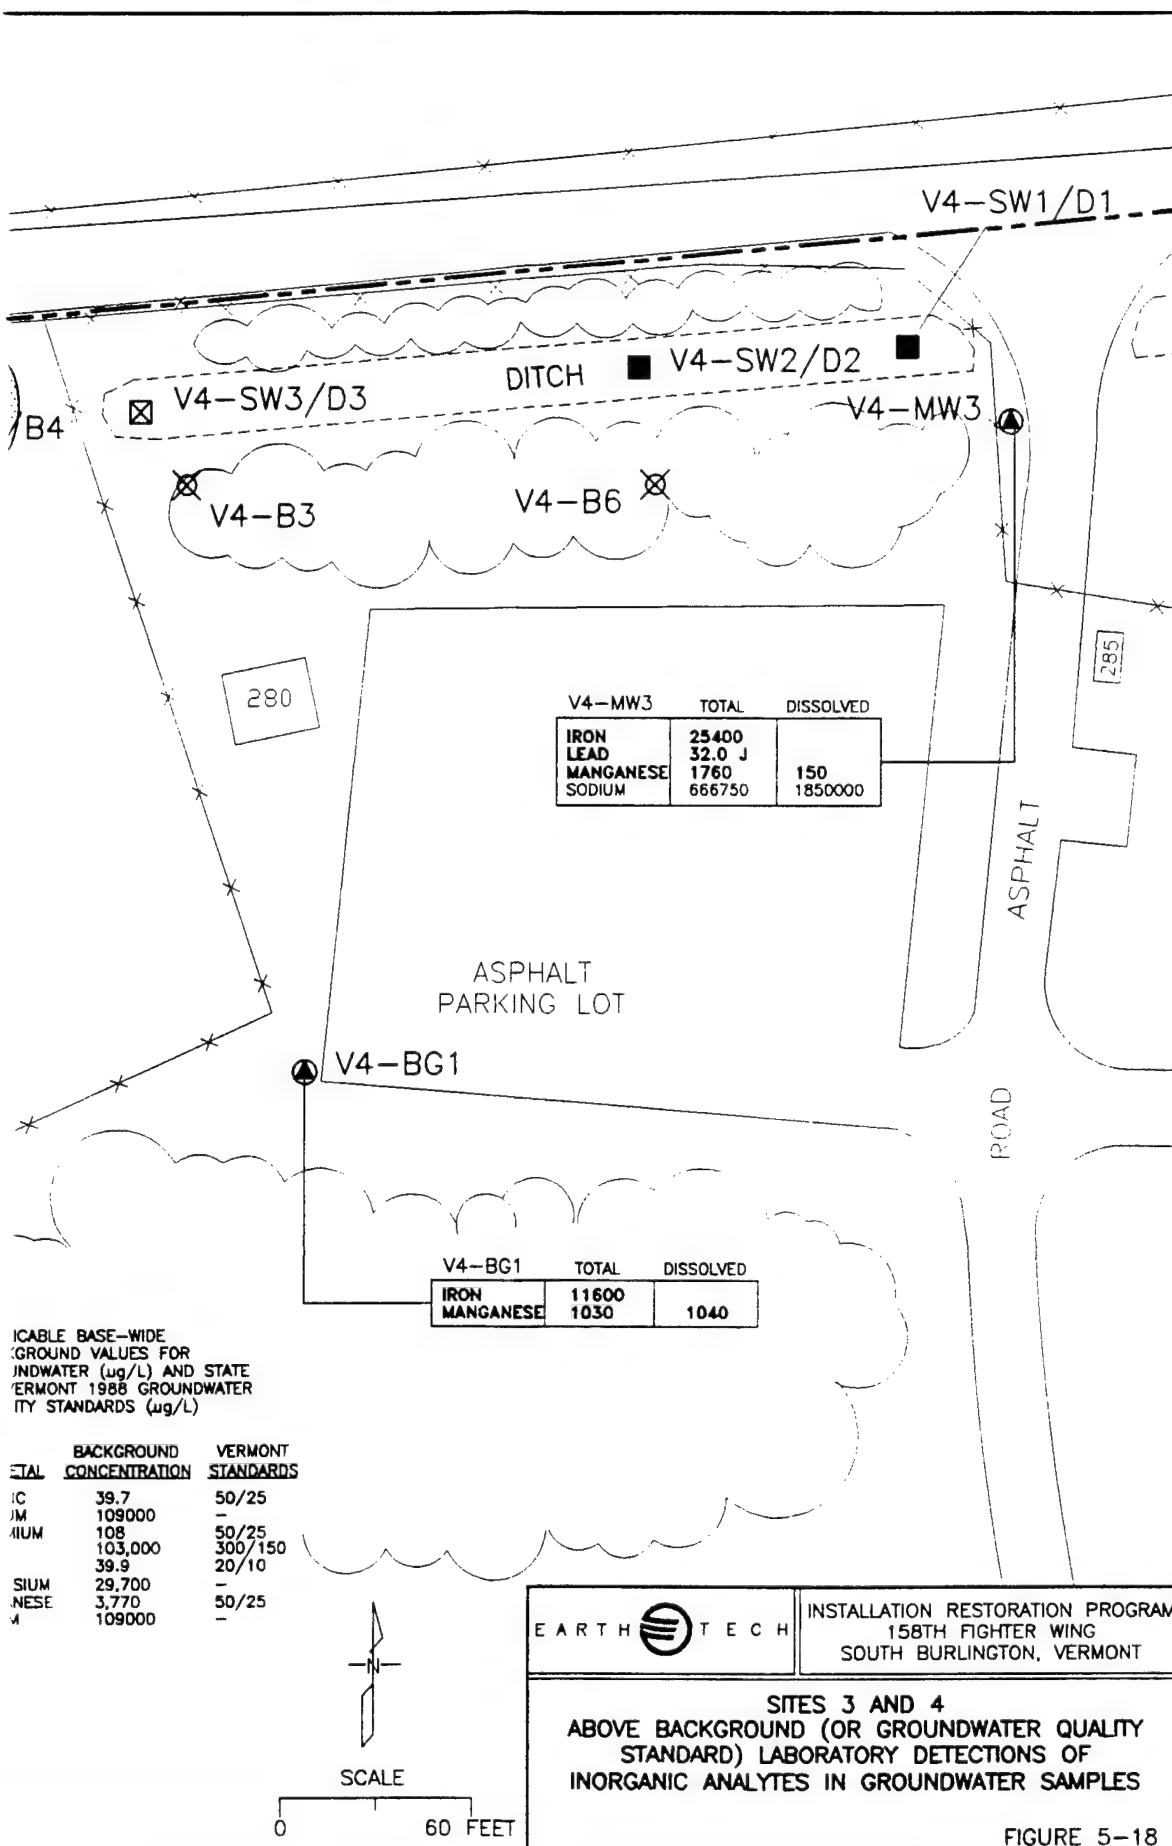 V4-SW1/D1
DITCH
V4-SW2/D2
V4-SW3/D3
V4-MW3
B4
V4-B3
V4-B6
280
285
V4-MW3 TOTAL DISSOLVED
IRON 25400
LEAD 32.0 J
MANGANESE 1760 150
SODIUM 666750 1850000
ASPHALT
ROAD
ASPHALT
PARKING LOT
V4-BG1
V4-BG1 TOTAL DISSOLVED
IRON 11600
MANGANESE 1030 1040
ICABLE BASE-WIDE
GROUND VALUES FOR
INDWATER (ug/L) AND STATE
ERMONT 1988 GROUNDWATER
ITY STANDARDS (ug/L)
BACKGROUND VERMONT
ETAL CONCENTRATION STANDARDS
IC 39.7 50/25
UM 109000 -
MIUM 108 50/25
103,000 300/150
39.9 20/10
SIUM 29,700 -
NESE 3,770 50/25
M 109000 -
N
SCALE
0 60 FEET
EARTH TECH
INSTALLATION RESTORATION PROGRAM
158TH FIGHTER WING
SOUTH BURLINGTON, VERMONT
SITES 3 AND 4
ABOVE BACKGROUND (OR GROUNDWATER QUALITY
STANDARD) LABORATORY DETECTIONS OF
INORGANIC ANALYTES IN GROUNDWATER SAMPLES
FIGURE 5-18